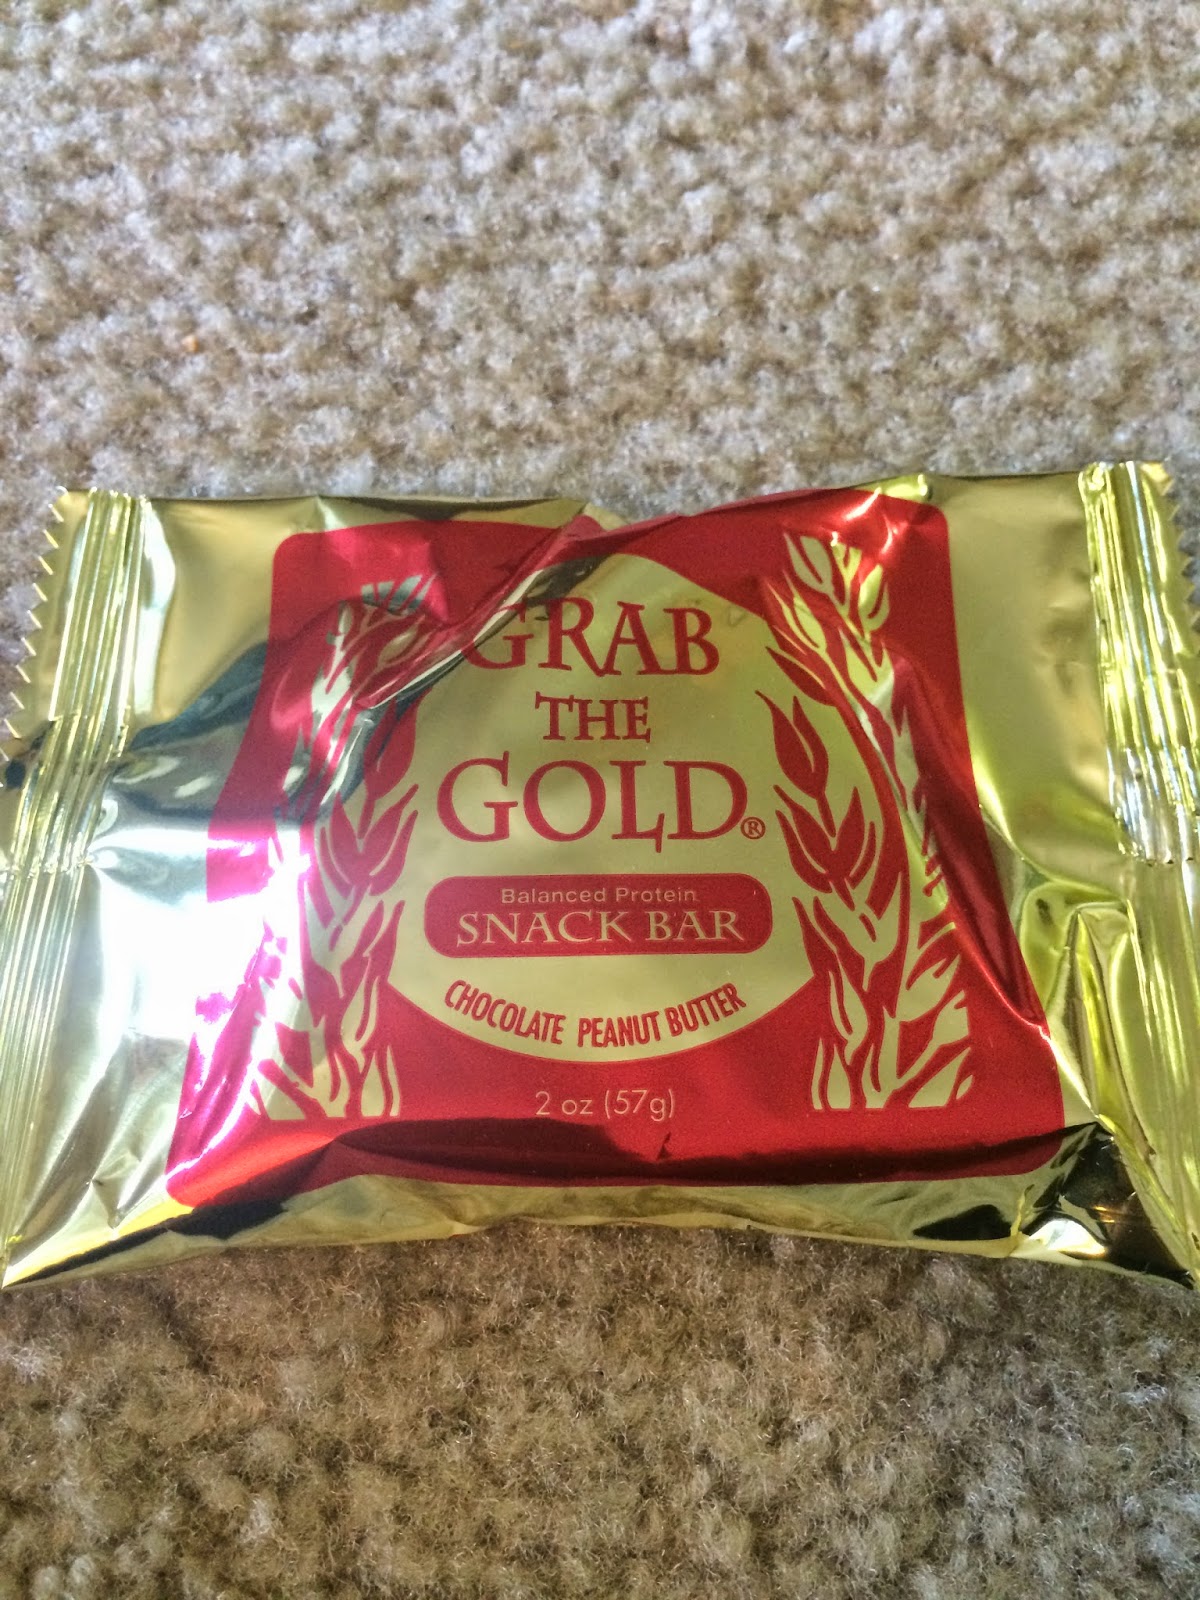 GRAB
THE
GOLD®
Balanced Protein
SNACK BAR
CHOCOLATE PEANUT BUTTER
2 oz (57g)